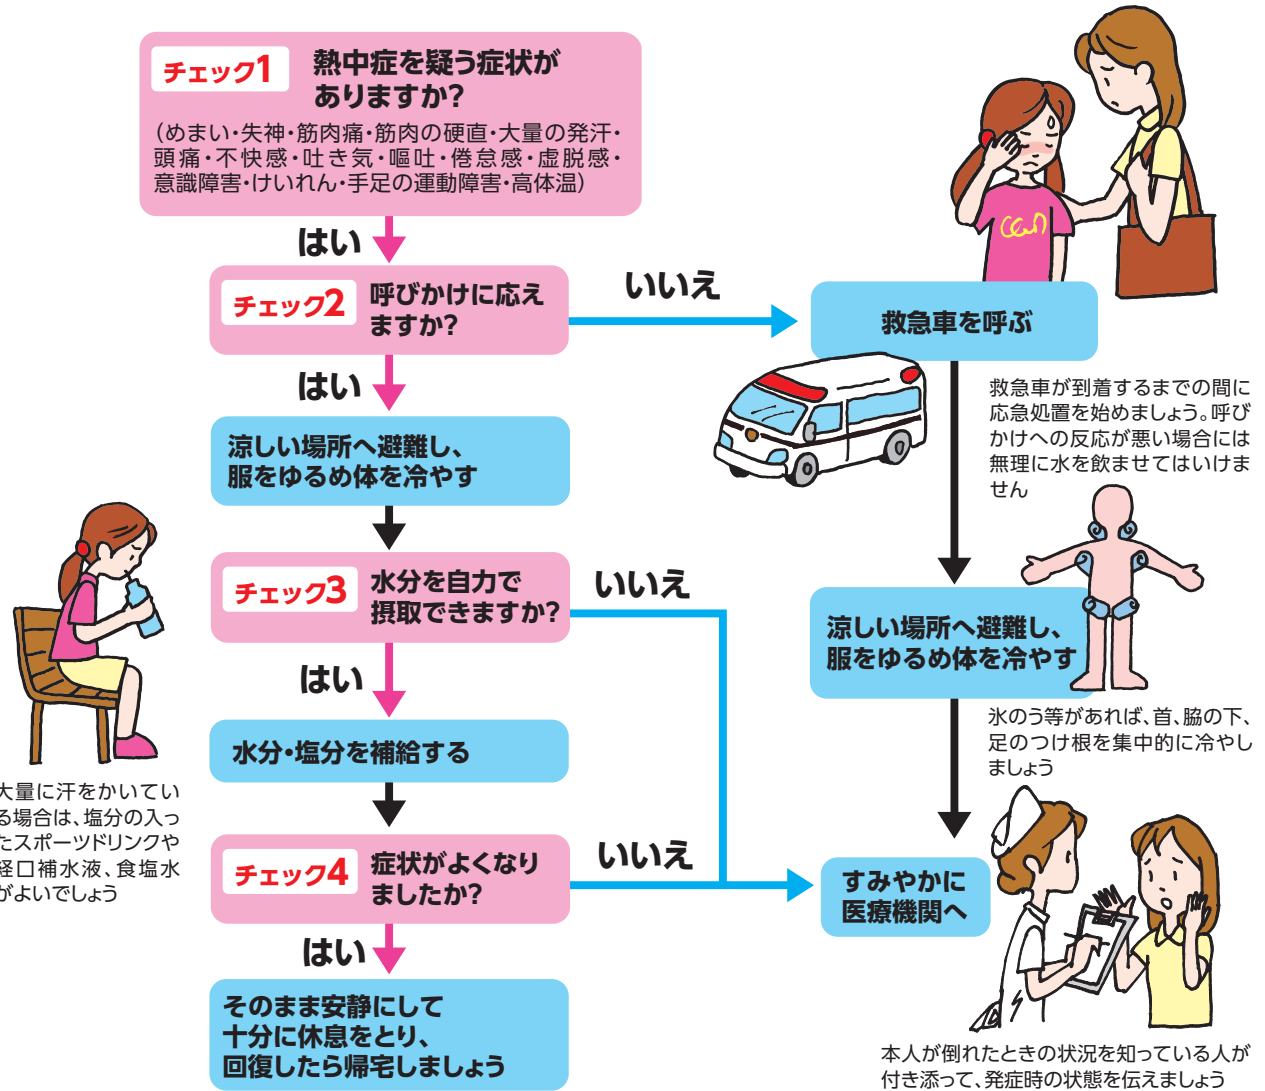 チェック1
熱中症を疑う症状が
ありますか？
（めまい・失神・筋肉痛・筋肉の硬直・大量の発汗・
頭痛・不快感・吐き気・嘔吐・倦怠感・虚脱感・
意識障害・けいれん・手足の運動障害・高体温）
はい
チェック2
呼びかけに応え
ますか？
いいえ
救急車を呼ぶ
救急車が到着するまでの間に
応急処置を始めましょう。呼び
かけへの反応が悪い場合には
無理に水を飲ませてはいけま
せん
はい
涼しい場所へ避難し、
服をゆるめ体を冷やす
チェック3
水分を自力で
摂取できますか？
いいえ
涼しい場所へ避難し、
服をゆるめ体を冷やす
氷のう等があれば、首、脇の下、
足のつけ根を集中的に冷やし
ましょう
はい
水分・塩分を補給する
大量に汗をかいてい
る場合は、塩分の入っ
たスポーツドリンクや
経口補水液、食塩水
がよいでしょう
チェック4
症状がよくなり
ましたか？
いいえ
すみやかに
医療機関へ
はい
そのまま安静にして
十分に休息をとり、
回復したら帰宅しましょう
本人が倒れたときの状況を知っている人が
付き添って、発症時の状態を伝えましょう